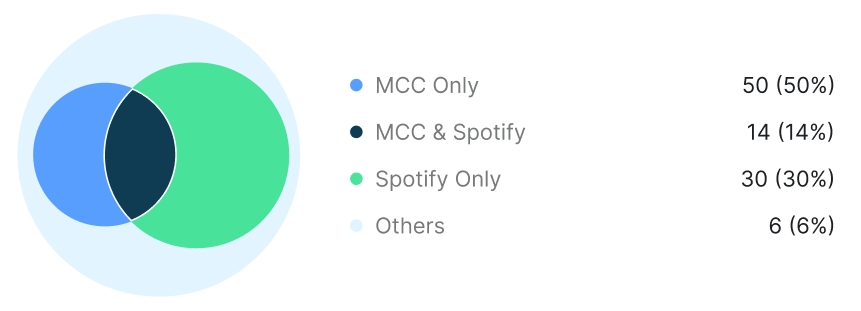 MCC Only 50 (50%)
MCC & Spotify 14 (14%)
Spotify Only 30 (30%)
Others 6 (6%)